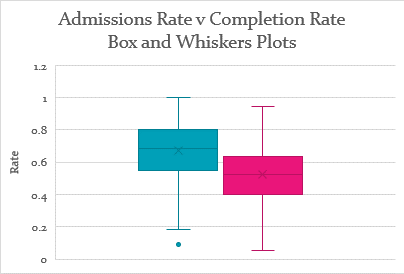 Admissions Rate v Completion Rate
Box and Whiskers Plots
1.2
1
0.8
0.6
0.4
0.2
0
Rate